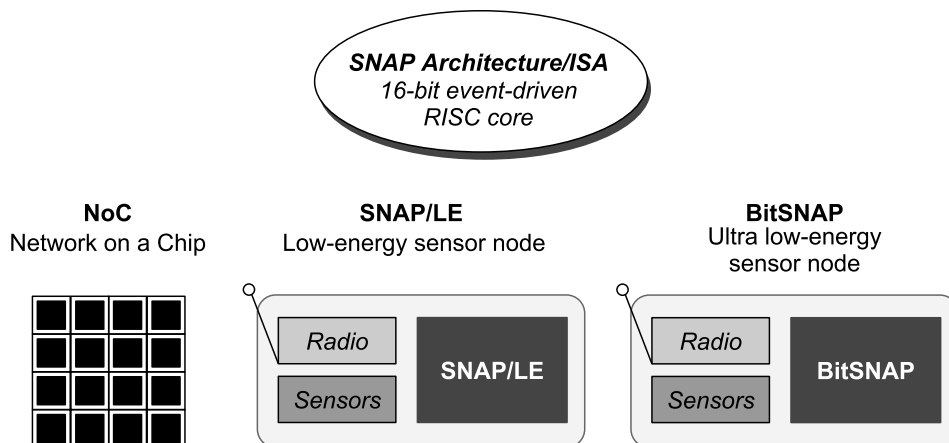 SNAP Architecture/ISA
16-bit event-driven
RISC core
NoC
Network on a Chip
SNAP/LE
Low-energy sensor node
BitSNAP
Ultra low-energy
sensor node
Radio
Sensors
SNAP/LE
Radio
Sensors
BitSNAP